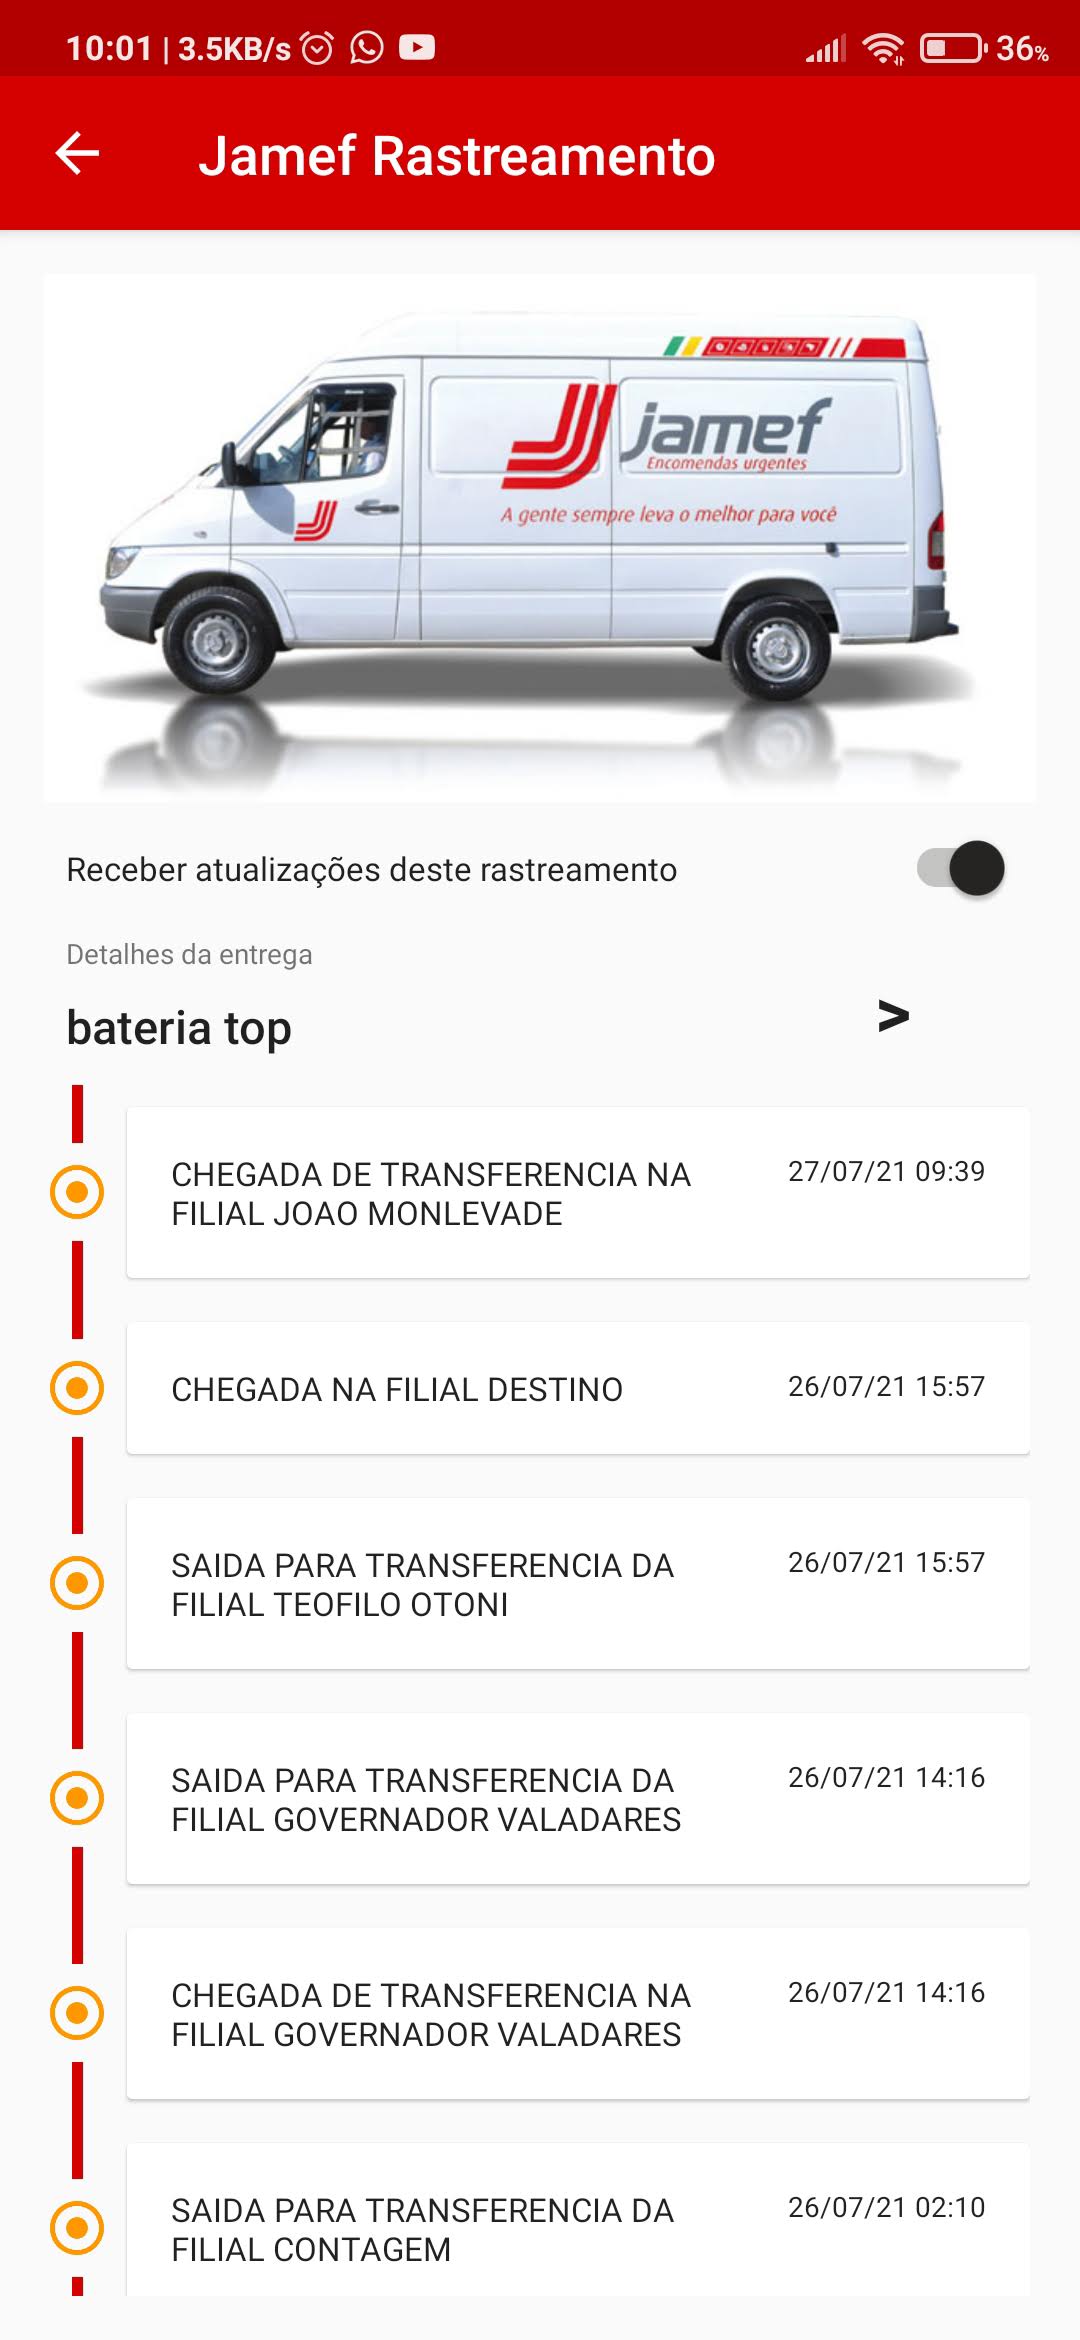 10:01 | 3.5KB/s
36%
Jamef Rastreamento
jamef
Encomendas urgentes
A gente sempre leva o melhor para você
Receber atualizações deste rastreamento
Detalhes da entrega
bateria top
>
CHEGADA DE TRANSFERENCIA NA
27/07/21 09:39
FILIAL JOAO MONLEVADE
CHEGADA NA FILIAL DESTINO
26/07/21 15:57
SAIDA PARA TRANSFERENCIA DA
26/07/21 15:57
FILIAL TEOFILO OTONI
SAIDA PARA TRANSFERENCIA DA
26/07/21 14:16
FILIAL GOVERNADOR VALADARES
CHEGADA DE TRANSFERENCIA NA
26/07/21 14:16
FILIAL GOVERNADOR VALADARES
SAIDA PARA TRANSFERENCIA DA
26/07/21 02:10
FILIAL CONTAGEM